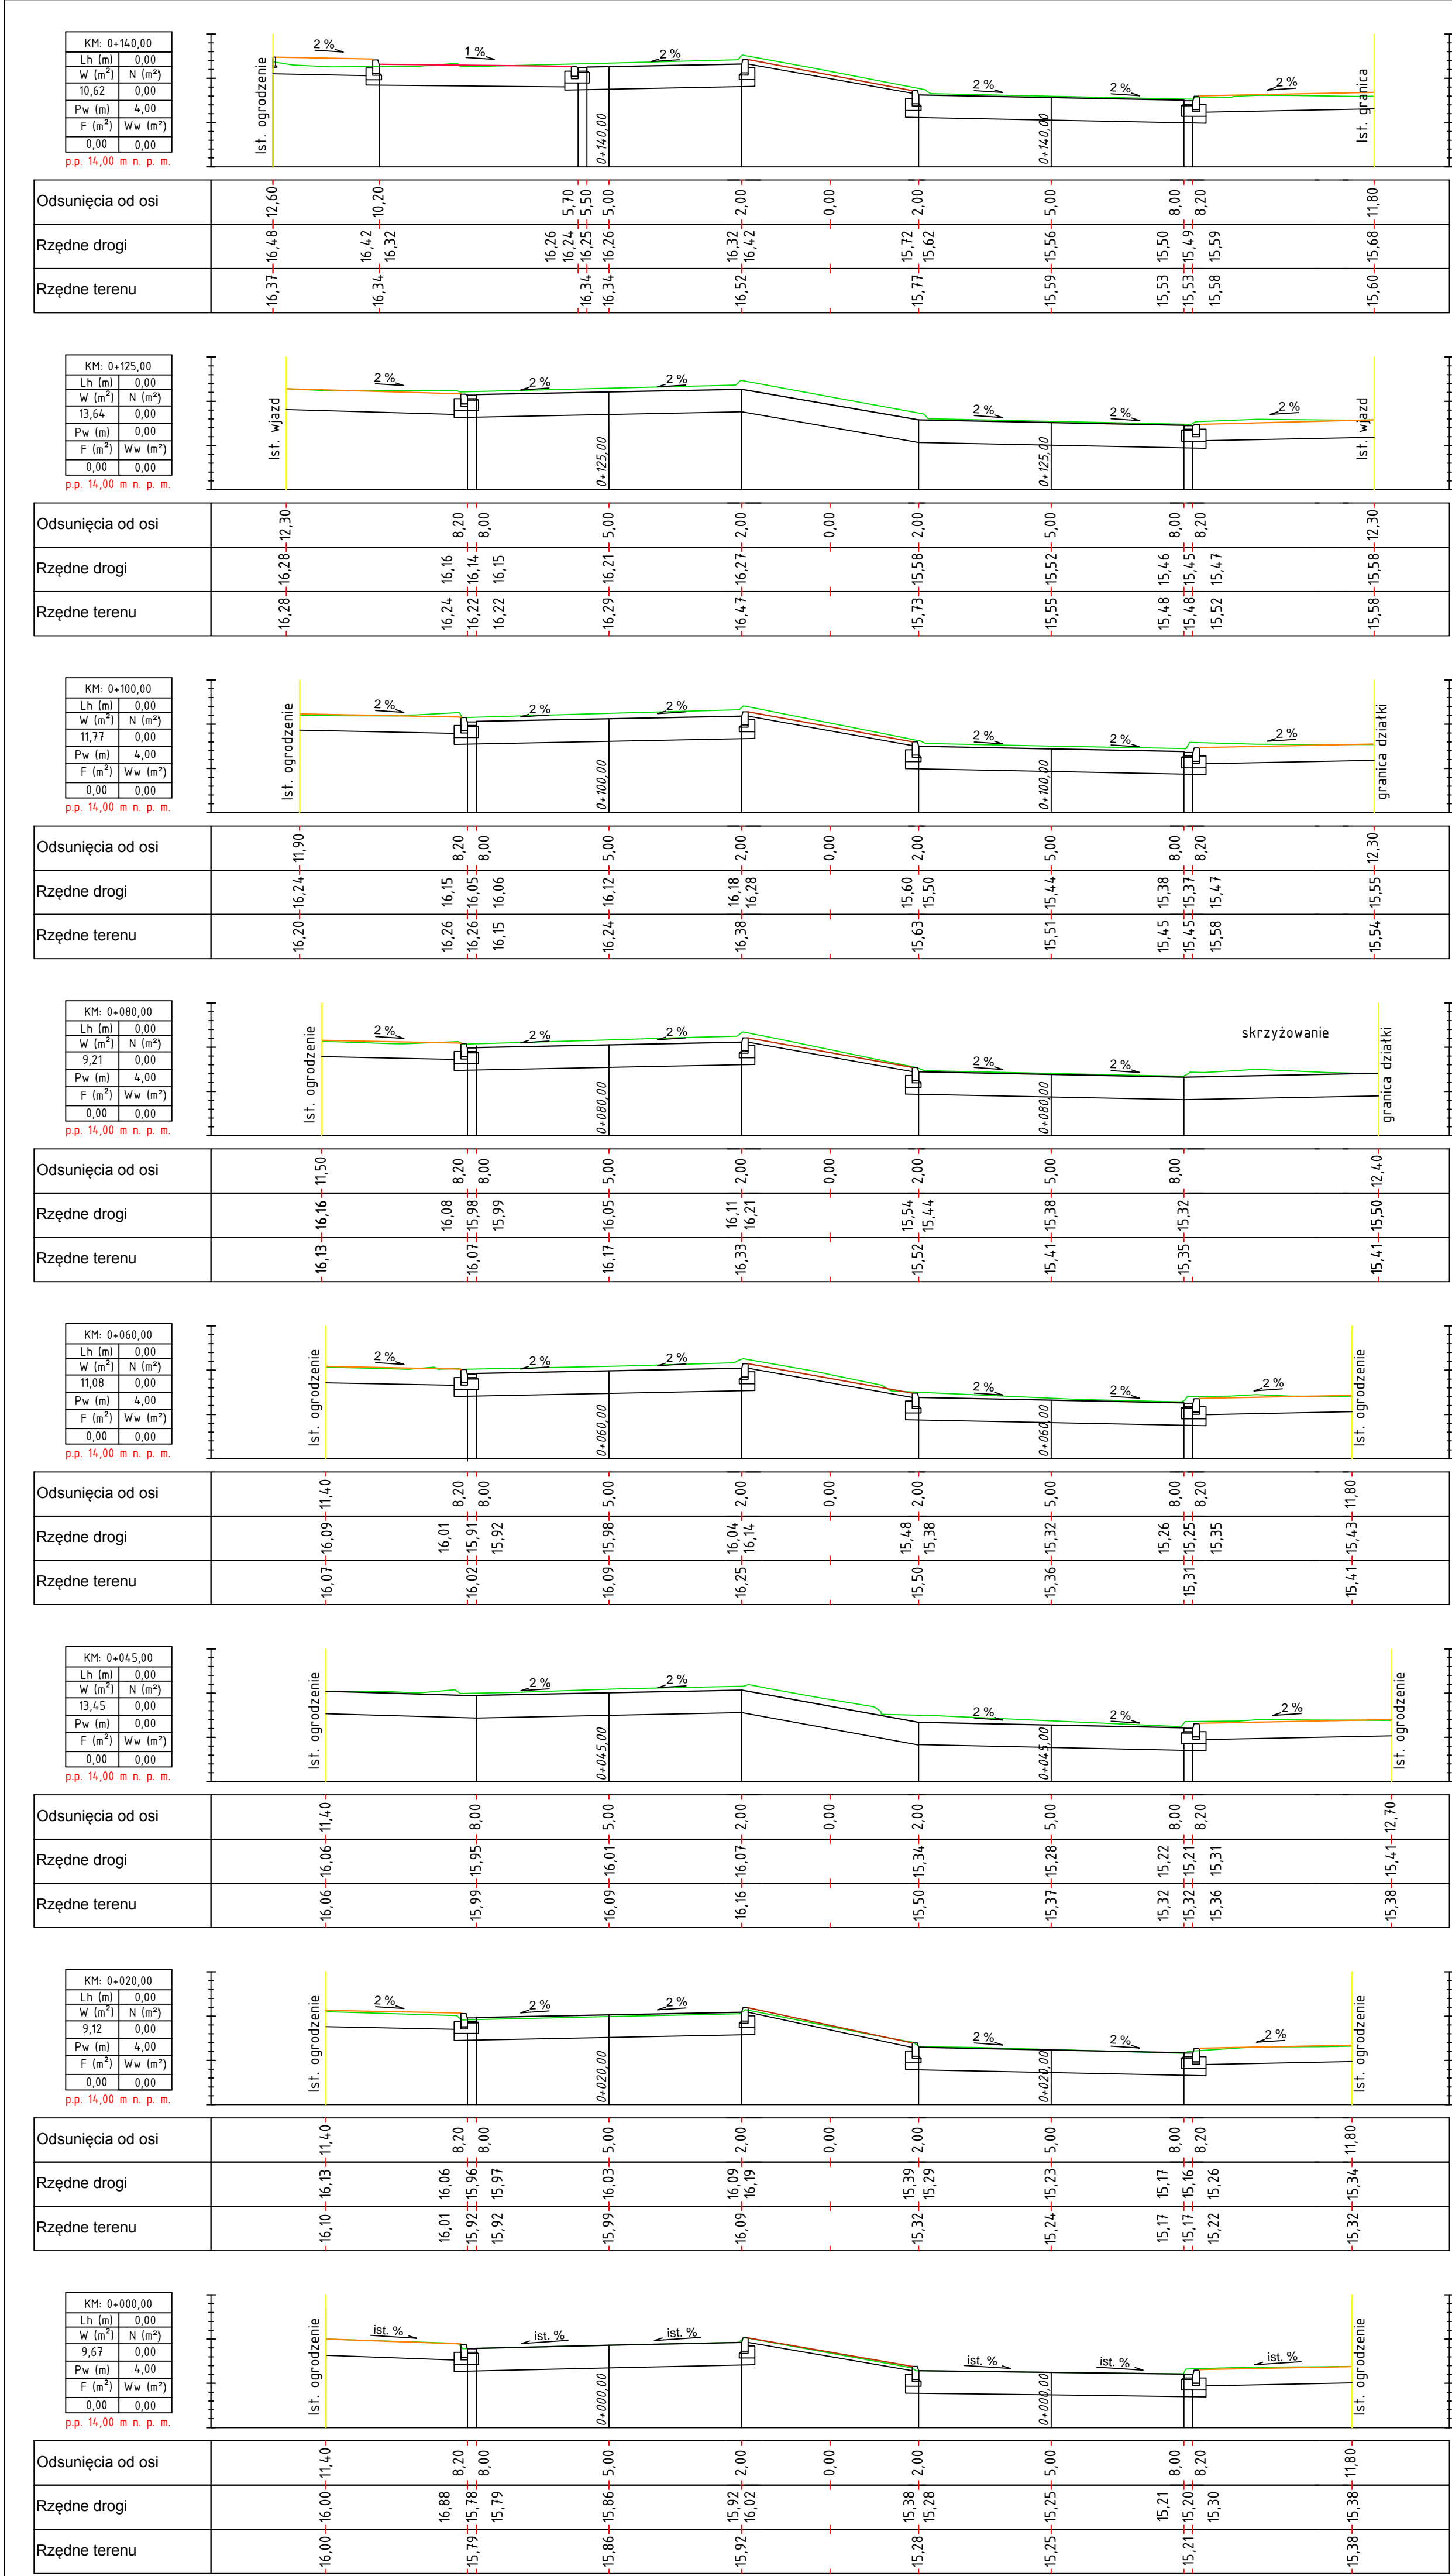 KM: 0+140,00
Lh (m) 0,00
W (m²) N (m²)
10,62 0,00
Pw (m) 4,00
F (m²) Ww (m²)
0,00 0,00
p.p. 14,00 m n. p. m.
Ist. ogrodzenie
2 %
1 %
2 %
0+140,00
2 %
0+140,00
2 %
2 %
Ist. granica
Odsunięcia od osi 12,60 10,20 5,70 5,50 5,00 2,00 0,00 2,00 5,00 8,00 8,20 11,80
Rzędne drogi 16,48 16,42 16,32 16,26 16,24 16,25 16,26 16,32 16,42 15,72 15,62 15,56 15,50 15,49 15,59 15,68
Rzędne terenu 16,37 16,34 16,34 16,34 16,52 15,77 15,59 15,53 15,53 15,58 15,60
KM: 0+125,00
Lh (m) 0,00
W (m²) N (m²)
13,64 0,00
Pw (m) 0,00
F (m²) Ww (m²)
0,00 0,00
p.p. 14,00 m n. p. m.
Ist. wjazd
2 %
2 %
2 %
0+125,00
2 %
0+125,00
2 %
2 %
Ist. wjazd
Odsunięcia od osi 12,30 8,20 8,00 5,00 2,00 0,00 2,00 5,00 8,00 8,20 12,30
Rzędne drogi 16,28 16,16 16,14 16,15 16,21 16,27 15,58 15,52 15,46 15,45 15,47 15,58
Rzędne terenu 16,28 16,24 16,22 16,22 16,29 16,47 15,73 15,55 15,48 15,48 15,52 15,58
KM: 0+100,00
Lh (m) 0,00
W (m²) N (m²)
11,77 0,00
Pw (m) 4,00
F (m²) Ww (m²)
0,00 0,00
p.p. 14,00 m n. p. m.
Ist. ogrodzenie
2 %
2 %
2 %
0+100,00
2 %
0+100,00
2 %
2 %
granica działki
Odsunięcia od osi 11,90 8,20 8,00 5,00 2,00 0,00 2,00 5,00 8,00 8,20 12,30
Rzędne drogi 16,24 16,15 16,05 16,06 16,12 16,18 16,28 15,60 15,50 15,44 15,38 15,37 15,47 15,55
Rzędne terenu 16,20 16,26 16,26 16,15 16,24 16,38 15,63 15,51 15,45 15,45 15,58 15,54
KM: 0+080,00
Lh (m) 0,00
W (m²) N (m²)
9,21 0,00
Pw (m) 4,00
F (m²) Ww (m²)
0,00 0,00
p.p. 14,00 m n. p. m.
Ist. ogrodzenie
2 %
2 %
2 %
0+080,00
2 %
0+080,00
2 %
skrzyżowanie
granica działki
Odsunięcia od osi 11,50 8,20 8,00 5,00 2,00 0,00 2,00 5,00 8,00 12,40
Rzędne drogi 16,16 16,08 15,98 15,99 16,05 16,11 16,21 15,54 15,44 15,38 15,32 15,50
Rzędne terenu 16,13 16,07 16,17 16,33 15,52 15,41 15,35 15,41
KM: 0+060,00
Lh (m) 0,00
W (m²) N (m²)
11,08 0,00
Pw (m) 4,00
F (m²) Ww (m²)
0,00 0,00
p.p. 14,00 m n. p. m.
Ist. ogrodzenie
2 %
2 %
2 %
0+060,00
2 %
0+060,00
2 %
2 %
Ist. ogrodzenie
Odsunięcia od osi 11,40 8,20 8,00 5,00 2,00 0,00 2,00 5,00 8,00 8,20 11,80
Rzędne drogi 16,09 16,01 15,91 15,92 15,98 16,04 16,14 15,48 15,38 15,32 15,26 15,25 15,35 15,43
Rzędne terenu 16,07 16,02 16,09 16,25 15,50 15,36 15,31 15,41
KM: 0+045,00
Lh (m) 0,00
W (m²) N (m²)
13,45 0,00
Pw (m) 0,00
F (m²) Ww (m²)
0,00 0,00
p.p. 14,00 m n. p. m.
Ist. ogrodzenie
2 %
2 %
0+045,00
2 %
0+045,00
2 %
2 %
Ist. ogrodzenie
Odsunięcia od osi 11,40 8,00 5,00 2,00 0,00 2,00 5,00 8,00 8,20 12,70
Rzędne drogi 16,06 15,95 16,01 16,07 15,34 15,28 15,22 15,21 15,31 15,41
Rzędne terenu 16,06 15,99 16,09 16,16 15,50 15,37 15,32 15,32 15,36 15,38
KM: 0+020,00
Lh (m) 0,00
W (m²) N (m²)
9,12 0,00
Pw (m) 4,00
F (m²) Ww (m²)
0,00 0,00
p.p. 14,00 m n. p. m.
Ist. ogrodzenie
2 %
2 %
2 %
0+020,00
2 %
0+020,00
2 %
2 %
Ist. ogrodzenie
Odsunięcia od osi 11,40 8,20 8,00 5,00 2,00 0,00 2,00 5,00 8,00 8,20 11,80
Rzędne drogi 16,13 16,06 15,96 15,97 16,03 16,09 16,19 15,39 15,29 15,23 15,17 15,16 15,26 15,34
Rzędne terenu 16,10 16,01 15,92 15,92 15,99 16,09 15,32 15,24 15,17 15,17 15,22 15,32
KM: 0+000,00
Lh (m) 0,00
W (m²) N (m²)
9,67 0,00
Pw (m) 4,00
F (m²) Ww (m²)
0,00 0,00
p.p. 14,00 m n. p. m.
Ist. ogrodzenie
ist. %
ist. %
ist. %
0+000,00
ist. %
0+000,00
ist. %
ist. %
Ist. ogrodzenie
Odsunięcia od osi 11,40 8,20 8,00 5,00 2,00 0,00 2,00 5,00 8,00 8,20 11,80
Rzędne drogi 16,00 16,88 15,78 15,79 15,86 15,92 16,02 15,38 15,28 15,25 15,21 15,20 15,30 15,38
Rzędne terenu 16,00 15,79 15,86 15,92 15,28 15,25 15,21 15,38